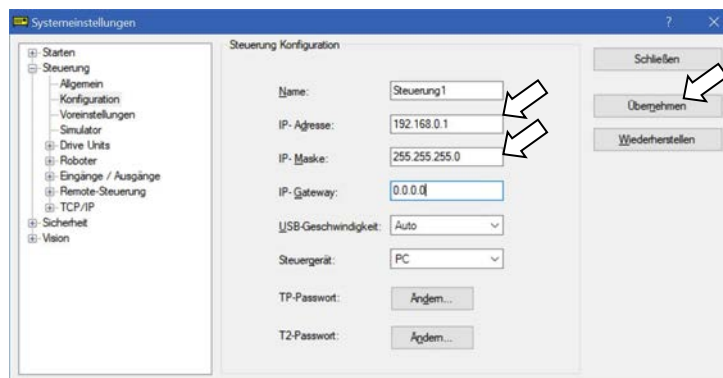 Systemeinstellungen
Starten
Steuerung
Allgemein
Konfiguration
Voreinstellungen
Simulator
Drive Units
Roboter
Eingänge / Ausgänge
Remote-Steuerung
TCP/IP
Sicherheit
Vision
Steuerung Konfiguration
Name: Steuerung1
IP- Adresse: 192.168.0.1
IP- Maske: 255.255.255.0
IP- Gateway: 0.0.0.0
USB-Geschwindigkeit: Auto
Steuergerät: PC
TP-Passwort: Ändern...
T2-Passwort: Ändern...
Schließen
Übernehmen
Wiederherstellen